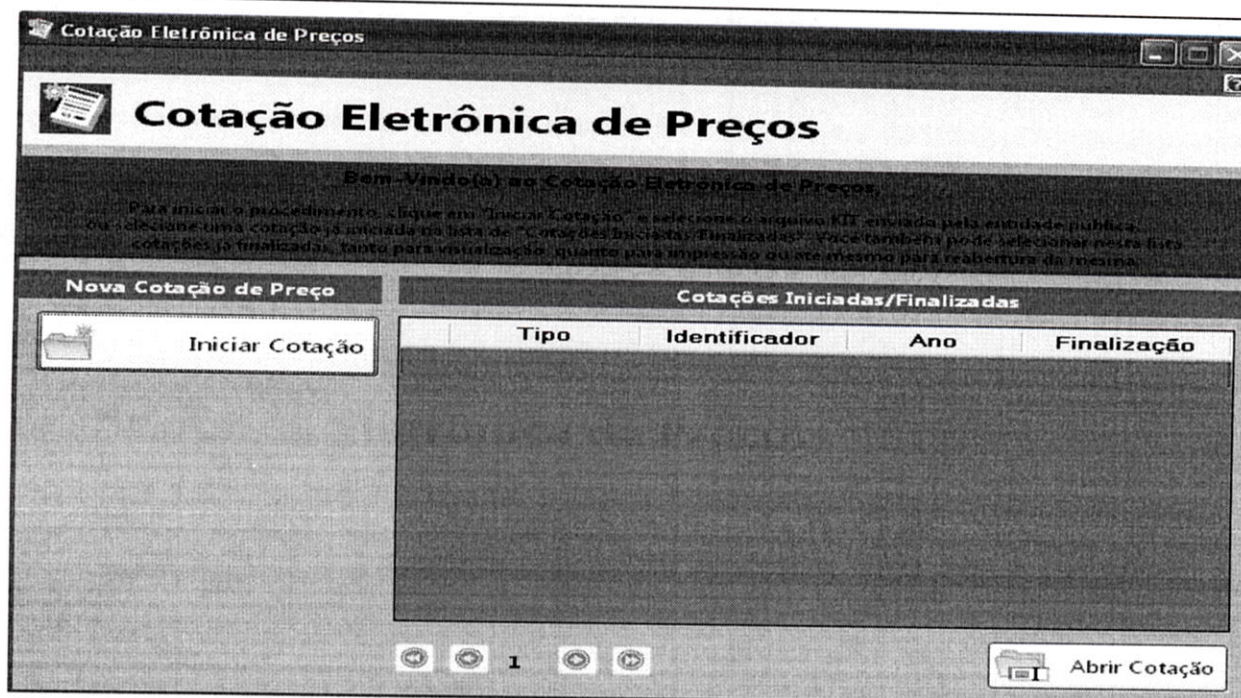 Cotação Eletrônica de Preços
Cotação Eletrônica de Preços
Bem-Vindo(a) ao Cotação Eletrônica de Preços,
Para iniciar o procedimento, clique em "Iniciar Cotação" e selecione o arquivo KIT enviado pela entidade pública,
ou selecione uma cotação já iniciada na lista de "Cotações Iniciadas/Finalizadas". Você também pode selecionar nesta lista
cotações já finalizadas, tanto para visualização, quanto para impressão ou até mesmo para reabertura da mesma.
Nova Cotação de Preço
Cotações Iniciadas/Finalizadas
Iniciar Cotação
Tipo Identificador Ano Finalização
1
Abrir Cotação